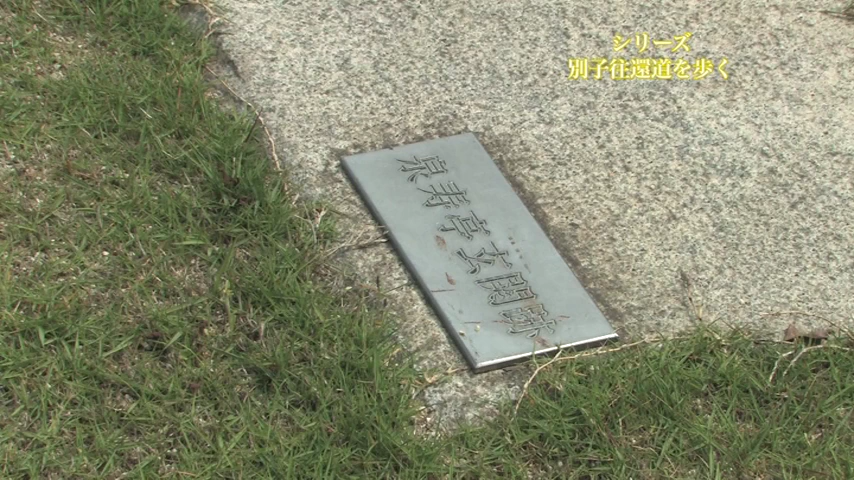 シリーズ
別子往還道を歩く
泉寿亭玄関跡